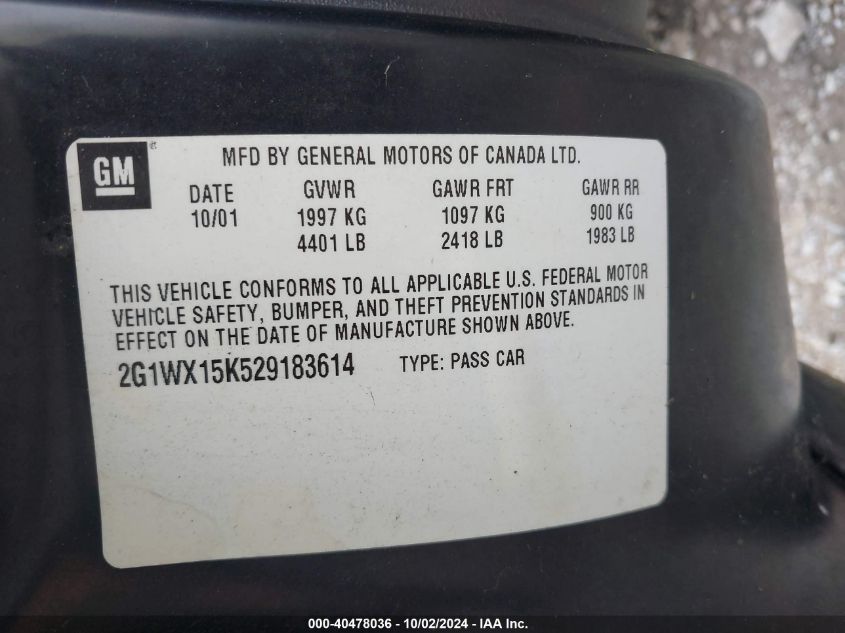 GM
MFD BY GENERAL MOTORS OF CANADA LTD.
DATE GVWR GAWR FRT GAWR RR
10/01 1997 KG 1097 KG 900 KG
4401 LB 2418 LB 1983 LB
THIS VEHICLE CONFORMS TO ALL APPLICABLE U.S. FEDERAL MOTOR
VEHICLE SAFETY, BUMPER, AND THEFT PREVENTION STANDARDS IN
EFFECT ON THE DATE OF MANUFACTURE SHOWN ABOVE.
2G1WX15K529183614 TYPE: PASS CAR
000-40478036 - 10/02/2024 - IAA Inc.